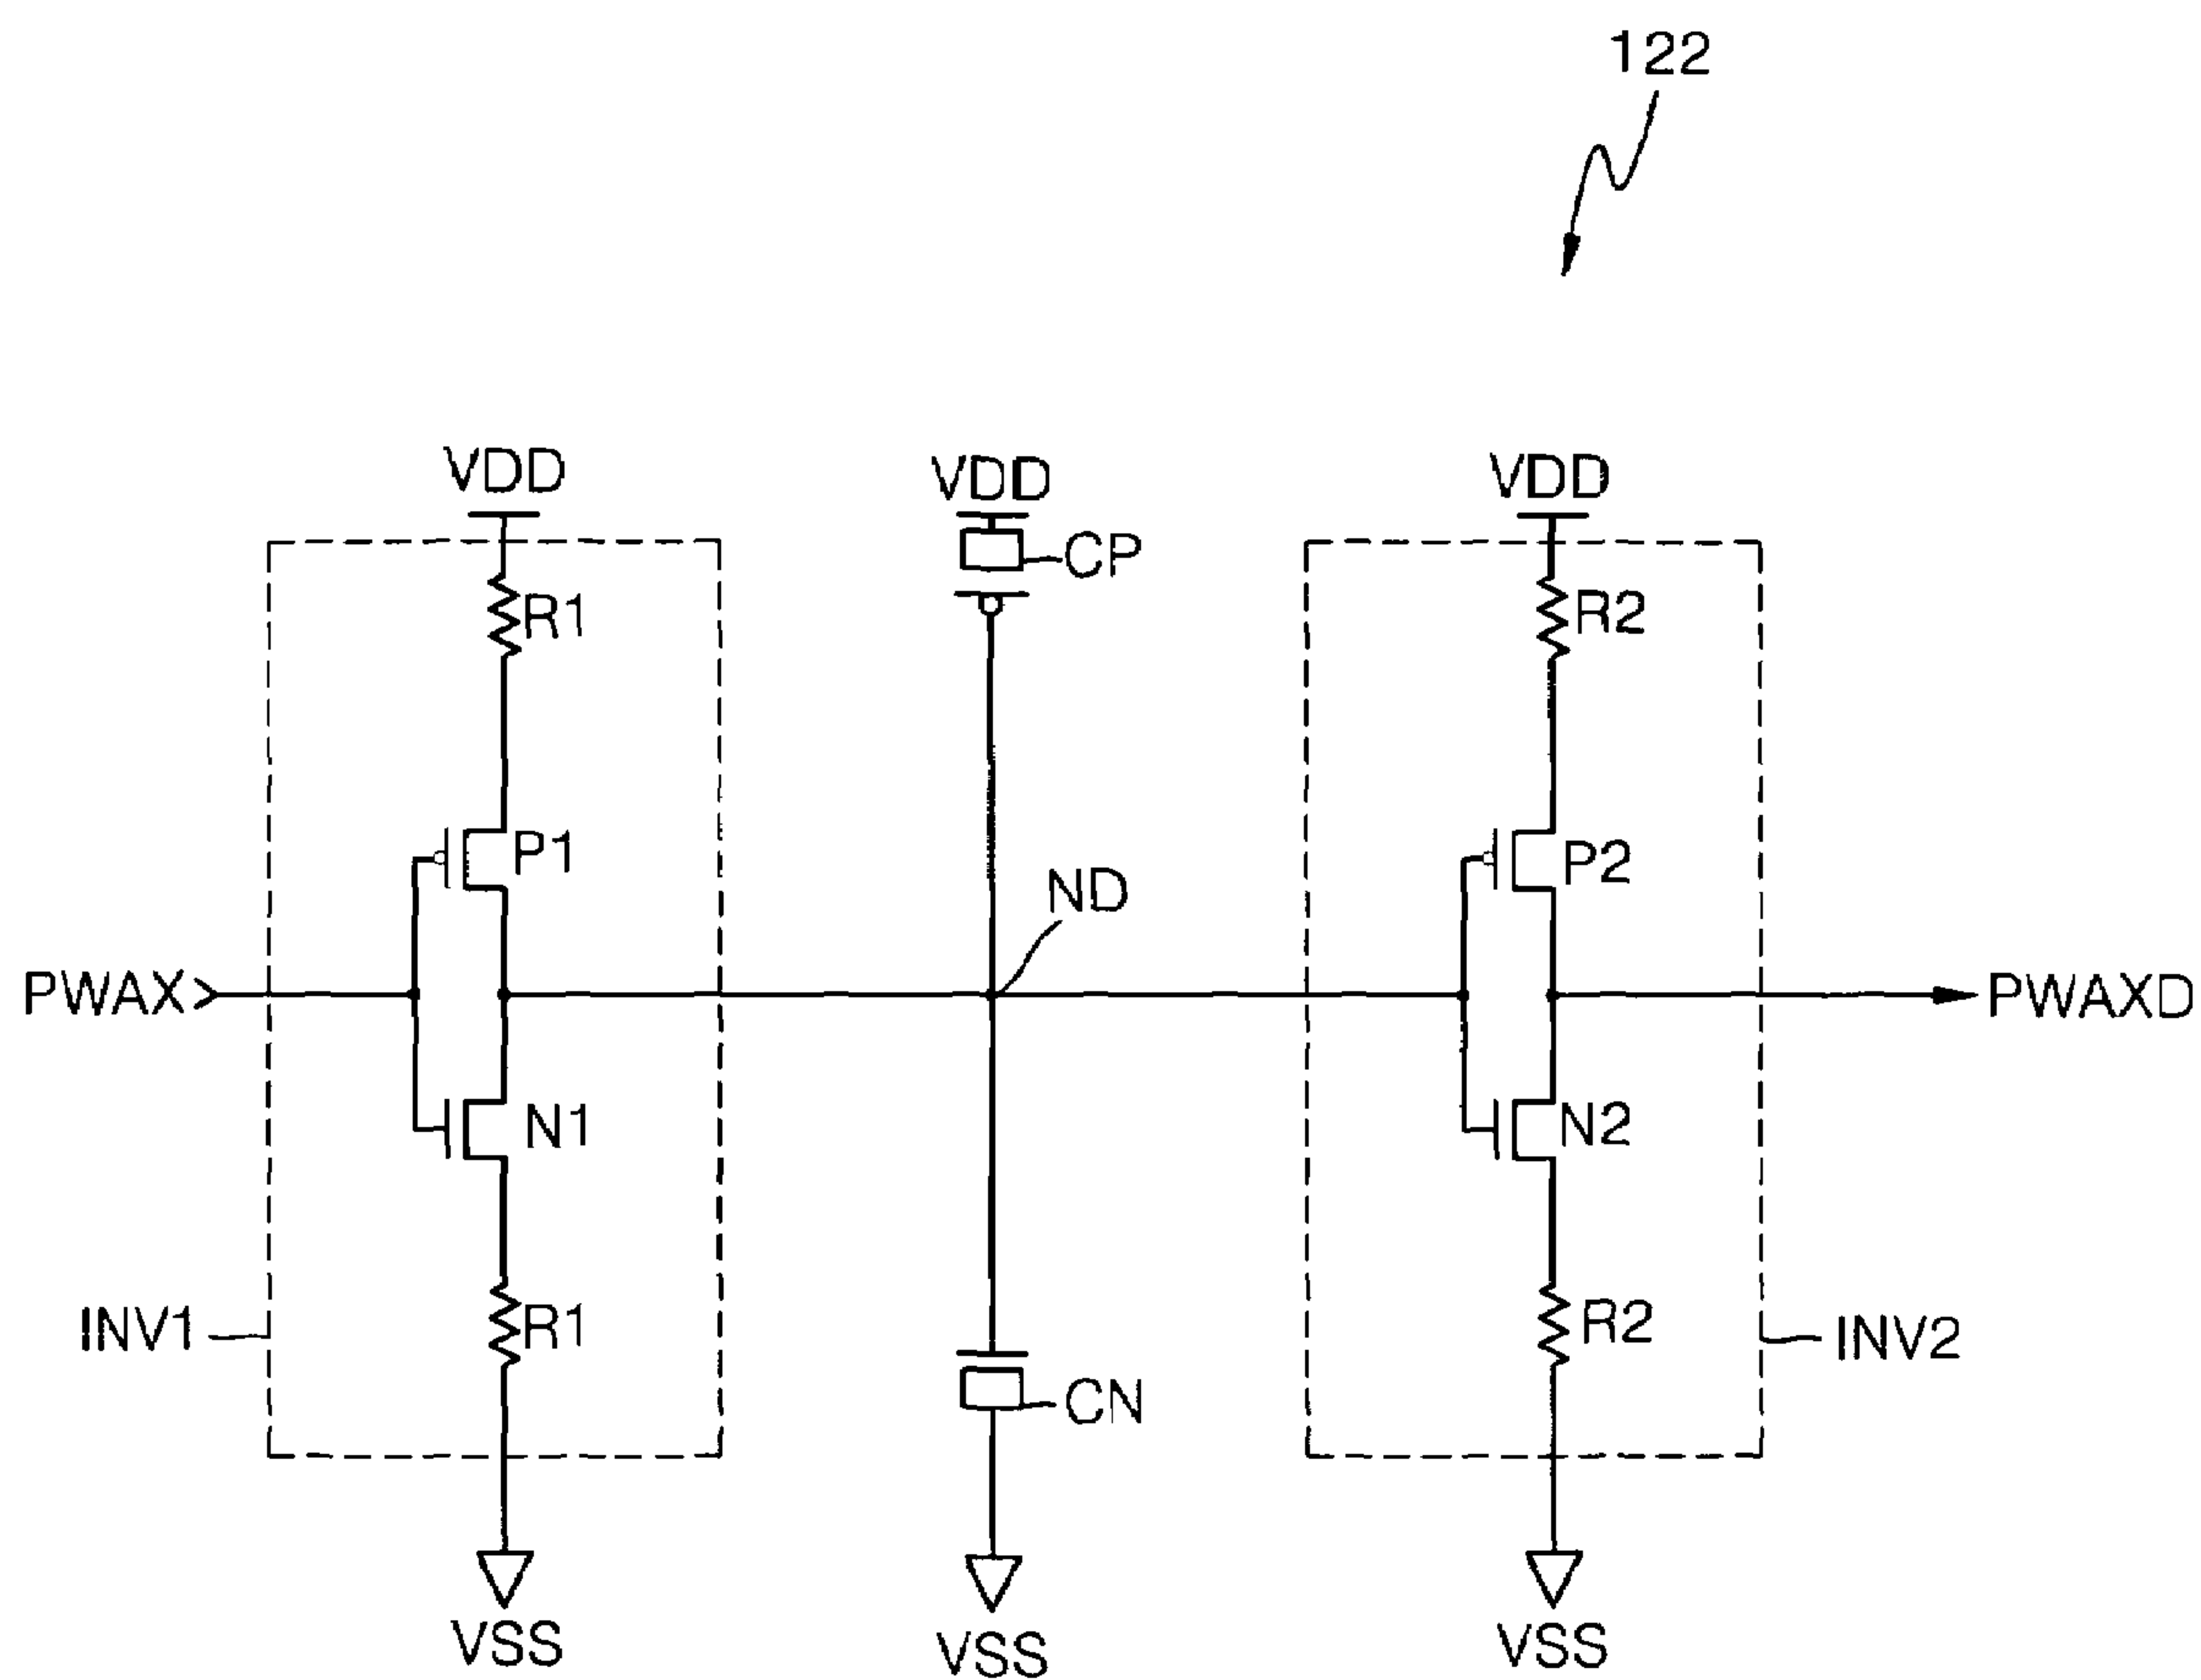 122
VDD
VDD
VDD
CP
R1
R2
P1
P2
ND
PWAX
PWAXD
N1
N2
INV1
R1
R2
INV2
CN
VSS
VSS
VSS